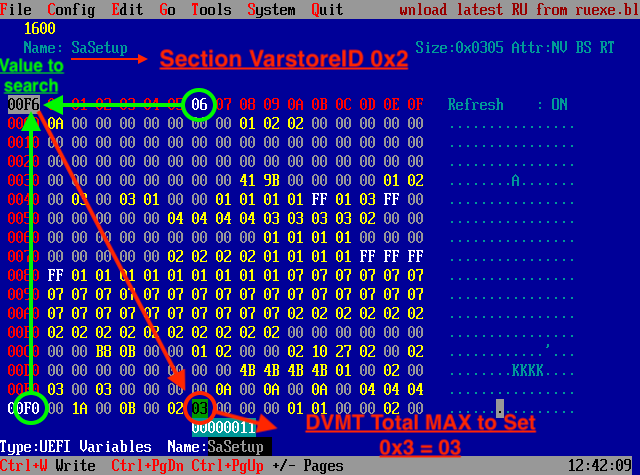 File Config Edit Go Tools System Quit wnload latest RU from ruexe.bl
1600
Name: SaSetup Section VarstoreID 0x2 Size:0x0305 Attr:NV BS RT
Value to
search
00F6 01 02 03 04 05 06 07 08 09 0A 0B 0C 0D 0E 0F Refresh : ON
0000 0A 00 00 00 00 00 00 00 01 02 02 00 00 00 00 00 ................
0010 00 00 00 00 00 00 00 00 00 00 00 00 00 00 00 00 ................
0020 00 00 00 00 00 00 00 00 00 00 00 00 00 00 00 00 ................
0030 00 00 00 00 00 00 00 00 41 9B 00 00 00 00 01 02 ........A.......
0040 00 03 00 03 01 00 00 01 01 01 01 FF 01 03 FF 00 ................
0050 00 00 00 00 00 04 04 04 04 03 03 03 03 02 00 00 ................
0060 00 00 00 00 00 00 00 00 00 01 01 01 01 00 00 00 ................
0070 00 00 00 00 00 02 02 02 02 01 01 01 01 FF FF FF ................
0080 FF 01 01 01 01 01 01 01 01 07 07 07 07 07 07 07 ................
0090 07 07 07 07 07 07 07 07 07 07 07 07 07 07 07 07 ................
00A0 07 07 07 07 07 07 07 07 07 07 02 02 02 02 02 02 ................
00B0 02 02 02 02 02 02 02 02 02 02 00 00 00 00 00 00 ................
00C0 00 00 B8 0B 00 00 01 02 00 00 02 10 27 02 00 02 ............'...
00D0 00 00 00 00 00 00 00 00 4B 4B 4B 4B 01 00 02 00 ........KKKK....
00E0 03 00 03 00 00 00 00 0A 00 0A 00 00 00 04 04 04 ................
00F0 00 1A 00 0B 00 02 03 00 00 00 01 01 00 00 02 00 ................
00000011
DVMT Total MAX to Set
0x3 = 03
Type:UEFI Variables Name:SaSetup
Ctrl+W Write Ctrl+PgDn Ctrl+PgUp +/- Pages 12:42:09